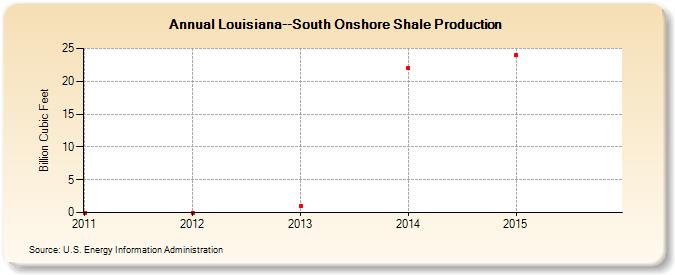 Annual Louisiana--South Onshore Shale Production
Billion Cubic Feet
25
20
15
10
5
0
2011 2012 2013 2014 2015
Source: U.S. Energy Information Administration